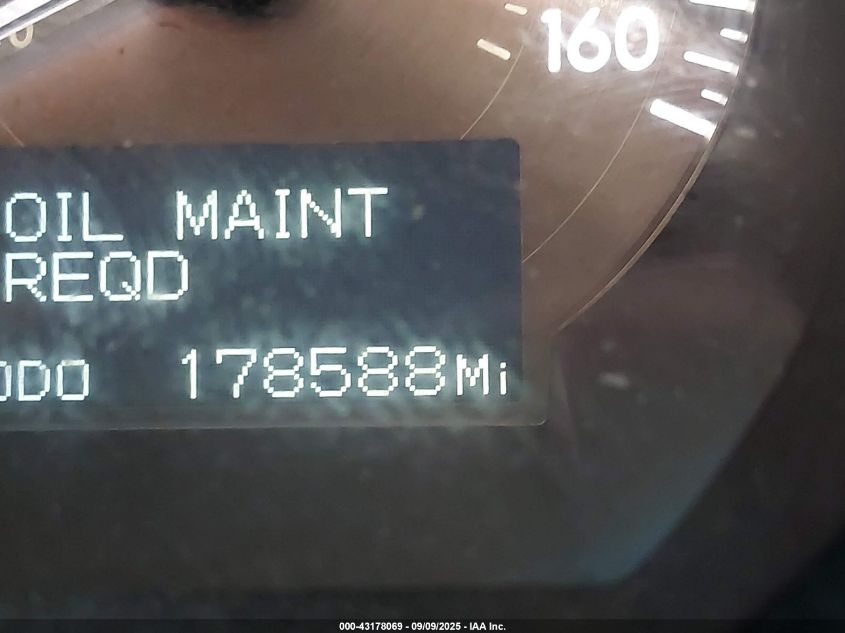 160
OIL MAINT
REQD
ODO 178588Mi
000-43178069 - 09/09/2025 - IAA Inc.